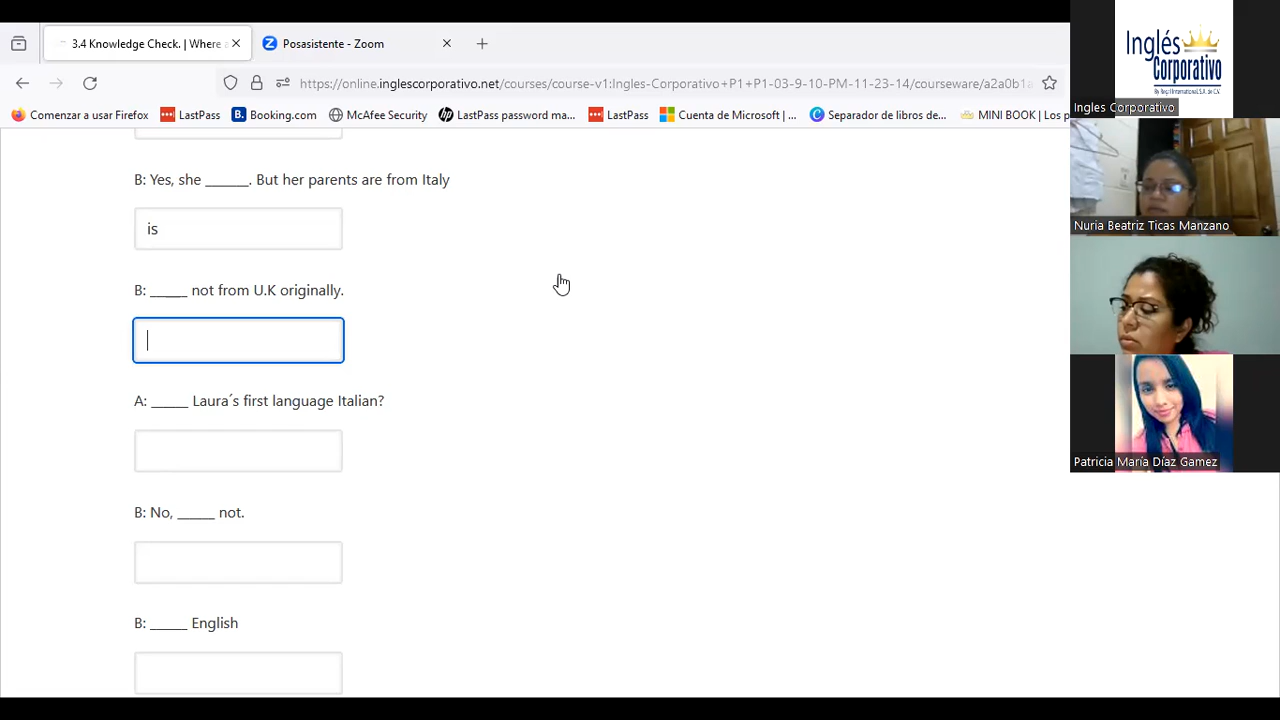 3.4 Knowledge Check. | Where a
Posasistente - Zoom
https://online.inglescorporativo.net/courses/course-v1:Ingles-Corporativo+P1+P1-03-9-10-PM-11-23-14/courseware/a2a0b1a
Comenzar a usar Firefox
LastPass
Booking.com
McAfee Security
LastPass password ma...
LastPass
Cuenta de Microsoft | ...
Separador de libros de...
MINI BOOK | Los p
B: Yes, she ______. But her parents are from Italy
is
B: _____ not from U.K originally.
A: _____ Laura´s first language Italian?
B: No, _____ not.
B: _____ English
Inglés
Corporativo
Ingles Corporativo
Nuria Beatriz Ticas Manzano
Patricia María Díaz Gamez